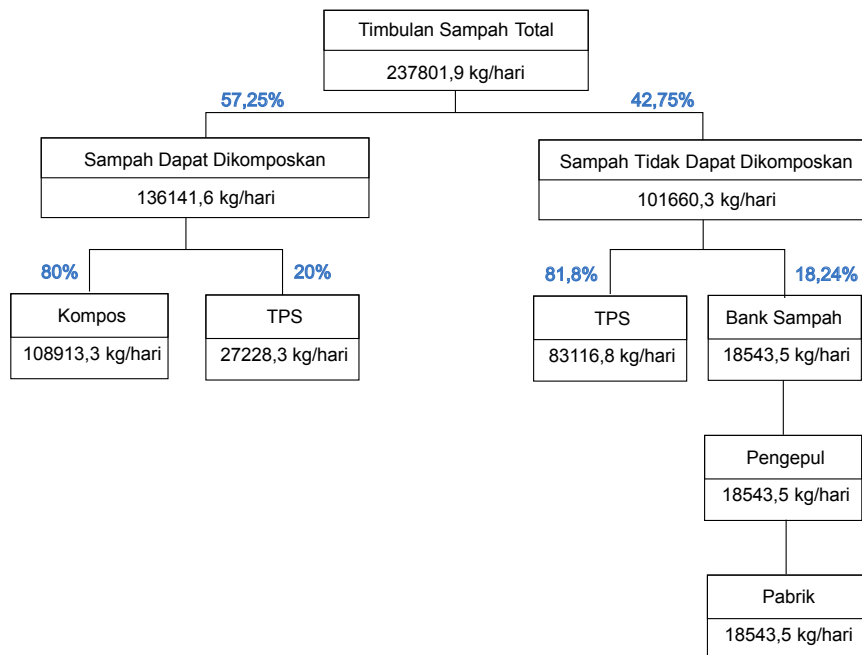 Timbulan Sampah Total
237801,9 kg/hari
57,25%
42,75%
Sampah Dapat Dikomposkan
136141,6 kg/hari
Sampah Tidak Dapat Dikomposkan
101660,3 kg/hari
80%
20%
81,8%
18,24%
Kompos
108913,3 kg/hari
TPS
27228,3 kg/hari
TPS
83116,8 kg/hari
Bank Sampah
18543,5 kg/hari
Pengepul
18543,5 kg/hari
Pabrik
18543,5 kg/hari